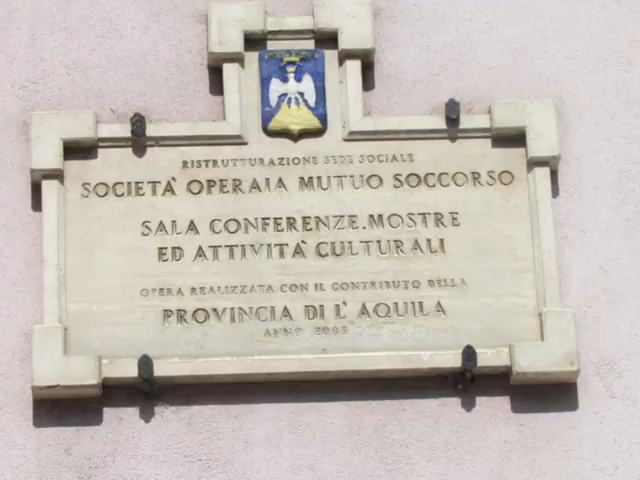 RISTRUTTURAZIONE SEDE SOCIALE
SOCIETA' OPERAIA MUTUO SOCCORSO
SALA CONFERENZE.MOSTRE
ED ATTIVITA' CULTURALI
OPERA REALIZZATA CON IL CONTRIBUTO DELLA
PROVINCIA DI L'AQUILA
ANNO 2005